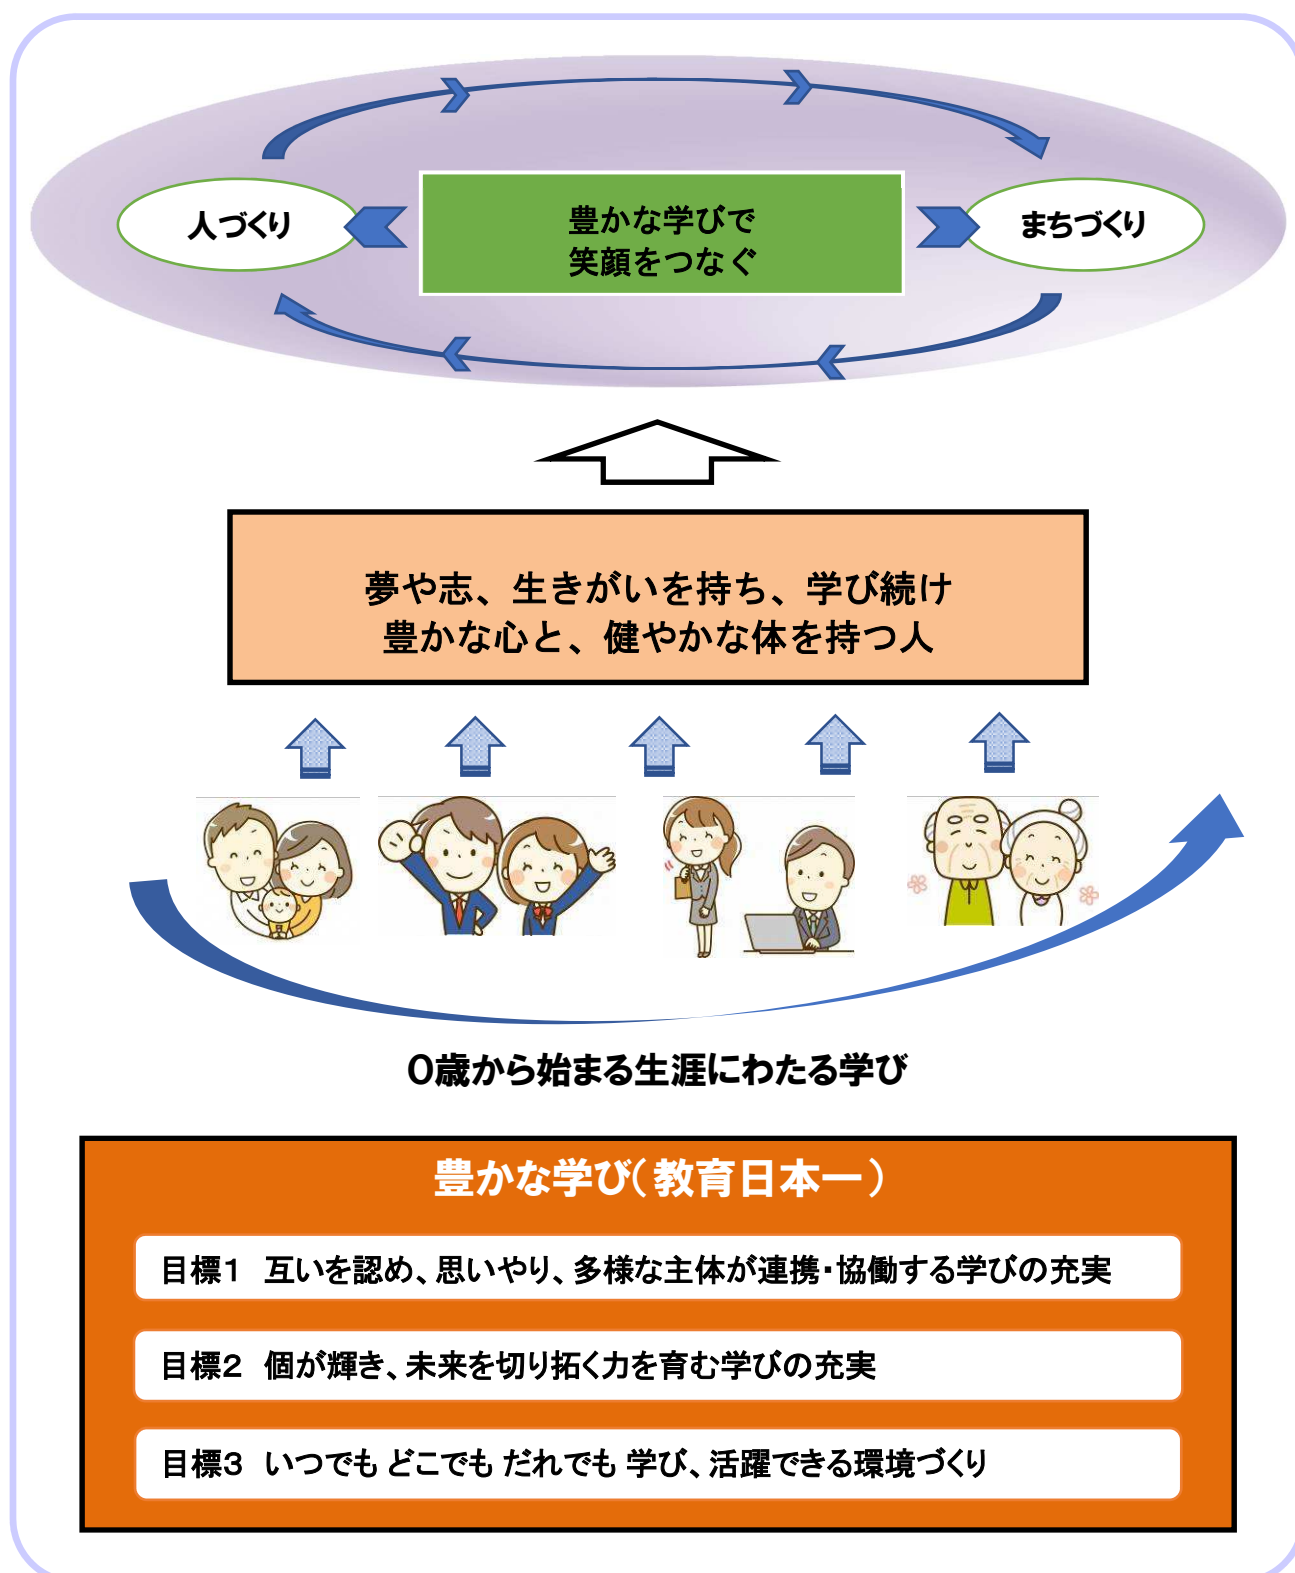 人づくり
豊かな学びで
笑顔をつなぐ
まちづくり
夢や志、生きがいを持ち、学び続け
豊かな心と、健やかな体を持つ人
0歳から始まる生涯にわたる学び
豊かな学び（教育日本一）
目標１　互いを認め、思いやり、多様な主体が連携・協働する学びの充実
目標２　個が輝き、未来を切り拓く力を育む学びの充実
目標３　いつでも どこでも だれでも 学び、活躍できる環境づくり